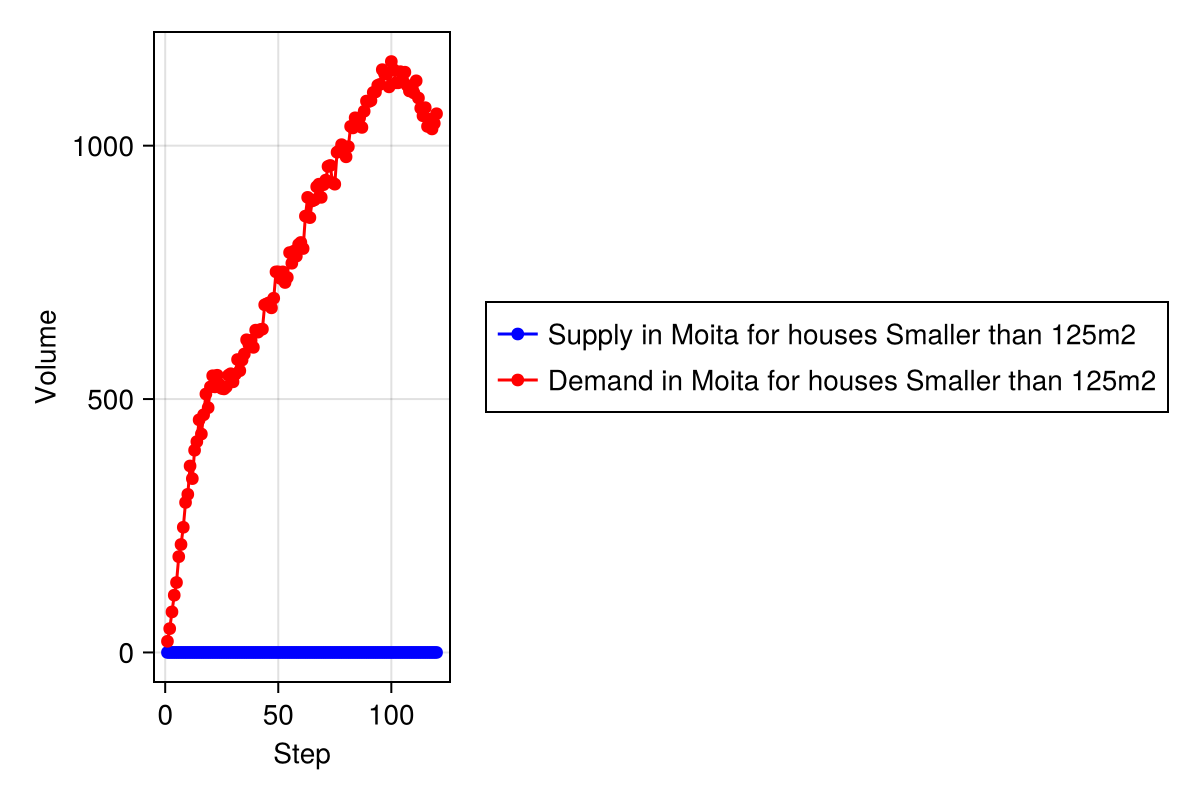 Volume
1000
500
0
0 50 100
Step
Supply in Moita for houses Smaller than 125m2
Demand in Moita for houses Smaller than 125m2